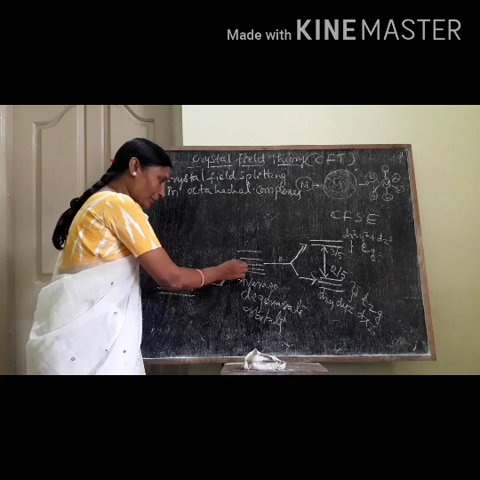 Made with KINEMASTER
Crystal Field Theory (CFT)
Crystal field Splitting
in octahedral complexes
M
M
M
CFSE
eg
3/5
2/5
t2g
Average
degenerate
orbitals